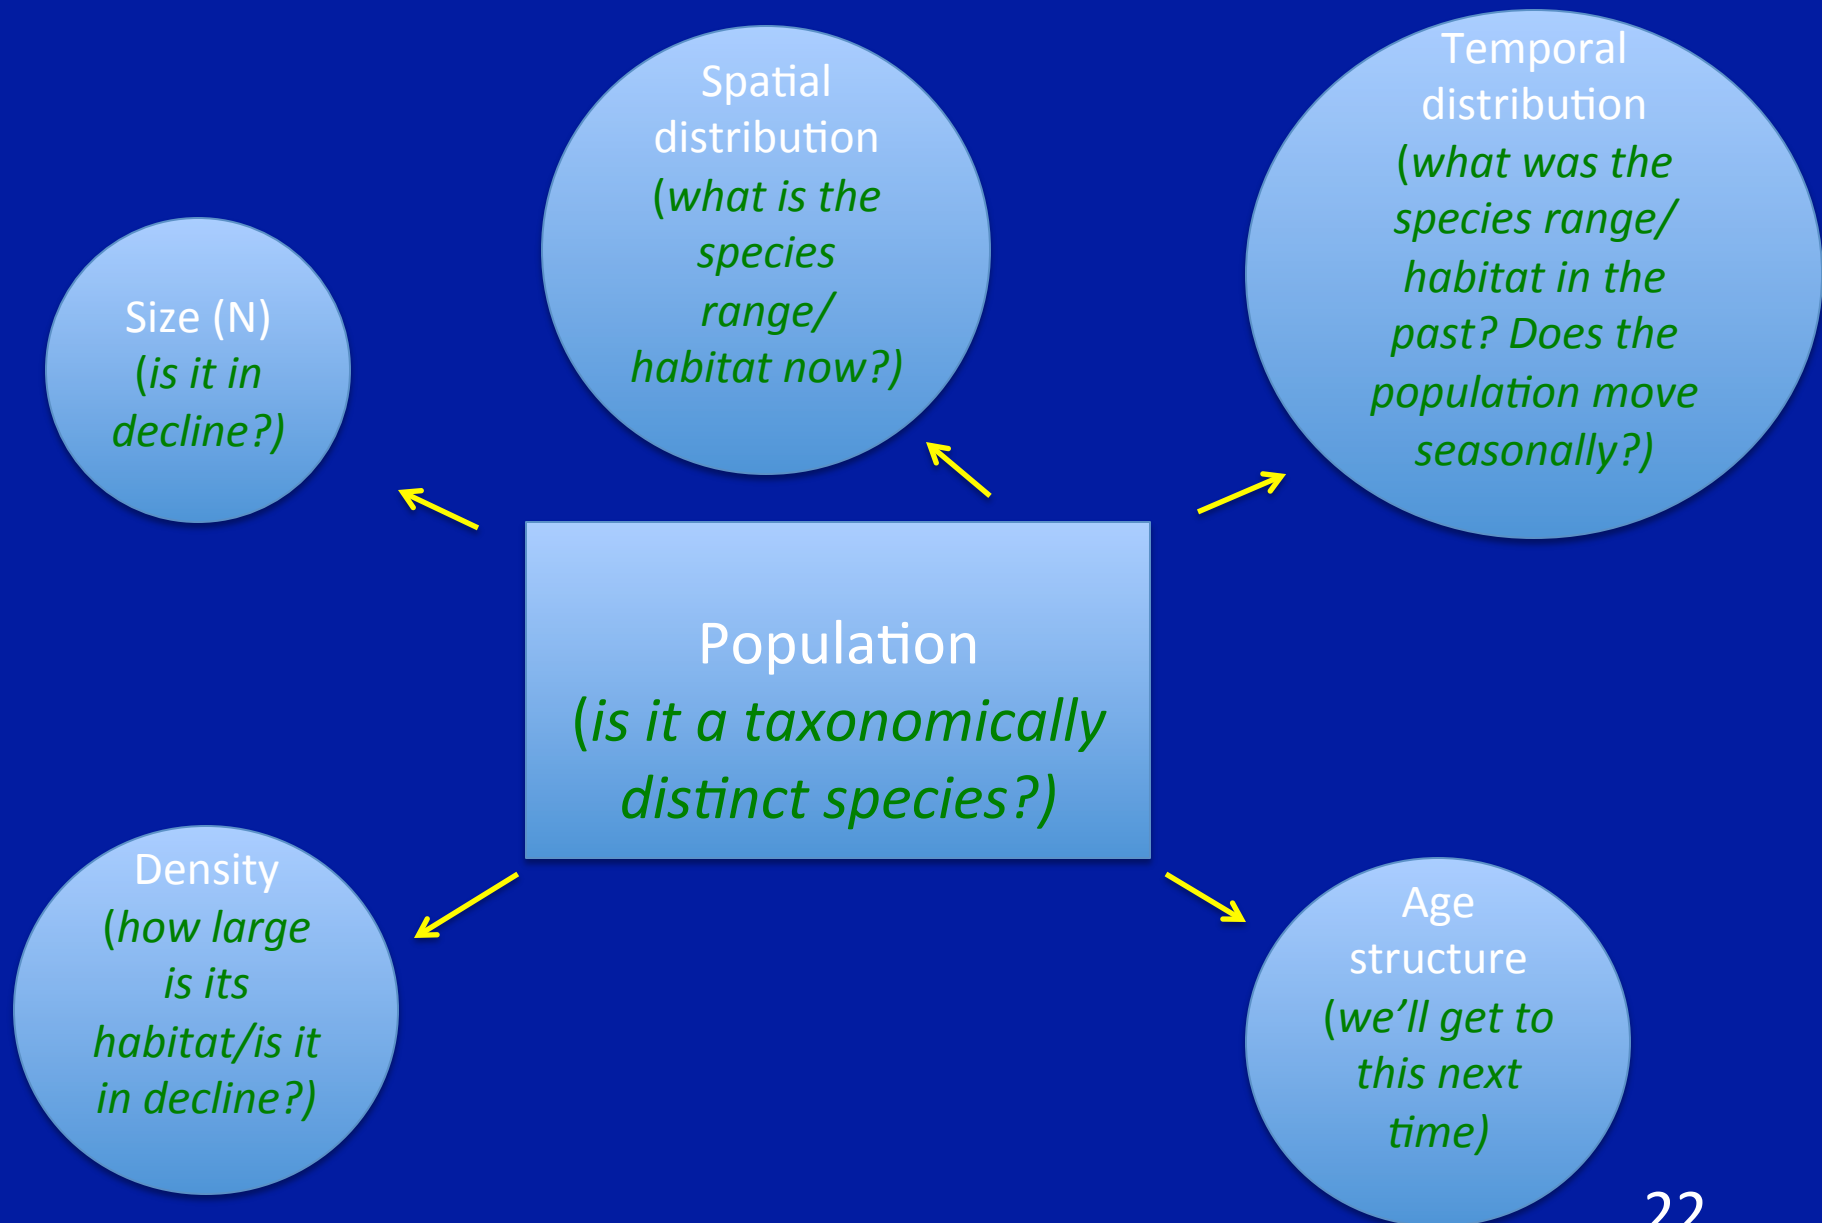 Size (N)
(is it in
decline?)
Spatial
distribution
(what is the
species
range/
habitat now?)
Temporal
distribution
(what was the
species range/
habitat in the
past? Does the
population move
seasonally?)
Population
(is it a taxonomically
distinct species?)
Density
(how large
is its
habitat/is it
in decline?)
Age
structure
(we’ll get to
this next
time)
22